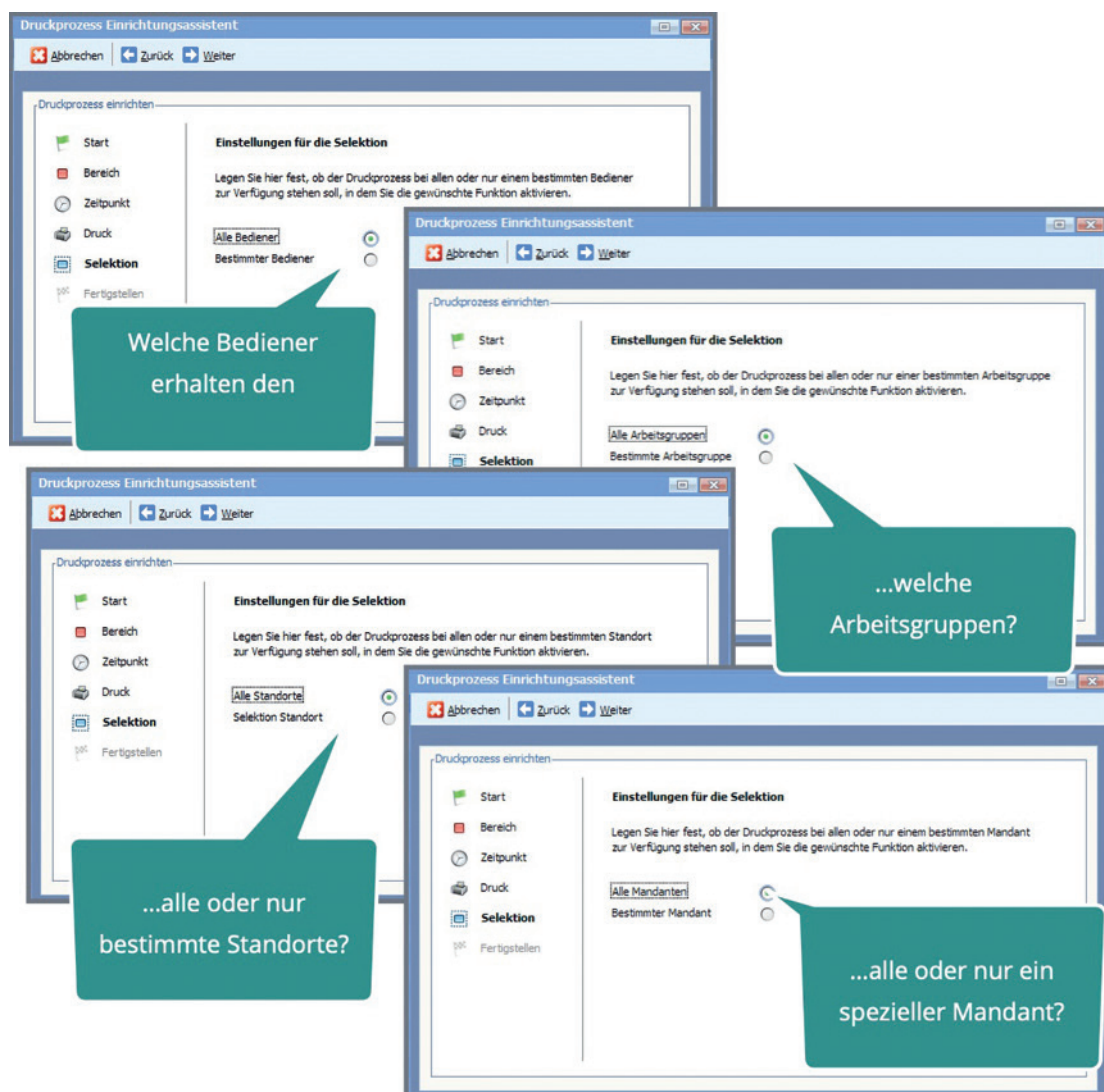 Druckprozess Einrichtungsassistent
Abbrechen Zurück Weiter
Druckprozess einrichten
Start
Bereich
Zeitpunkt
Druck
Selektion
Fertigstellen
Einstellungen für die Selektion
Legen Sie hier fest, ob der Druckprozess bei allen oder nur einem bestimmten Bediener
zur Verfügung stehen soll, in dem Sie die gewünschte Funktion aktivieren.
Alle Bediener
Bestimmter Bediener
Welche Bediener
erhalten den
Druckprozess Einrichtungsassistent
Abbrechen Zurück Weiter
Druckprozess einrichten
Start
Bereich
Zeitpunkt
Druck
Selektion
Einstellungen für die Selektion
Legen Sie hier fest, ob der Druckprozess bei allen oder nur einer bestimmten Arbeitsgruppe
zur Verfügung stehen soll, in dem Sie die gewünschte Funktion aktivieren.
Alle Arbeitsgruppen
Bestimmte Arbeitsgruppe
...welche
Arbeitsgruppen?
Druckprozess Einrichtungsassistent
Abbrechen Zurück Weiter
Druckprozess einrichten
Start
Bereich
Zeitpunkt
Druck
Selektion
Fertigstellen
Einstellungen für die Selektion
Legen Sie hier fest, ob der Druckprozess bei allen oder nur einem bestimmten Standort
zur Verfügung stehen soll, in dem Sie die gewünschte Funktion aktivieren.
Alle Standorte
Selektion Standort
...alle oder nur
bestimmte Standorte?
Druckprozess Einrichtungsassistent
Abbrechen Zurück Weiter
Druckprozess einrichten
Start
Bereich
Zeitpunkt
Druck
Selektion
Fertigstellen
Einstellungen für die Selektion
Legen Sie hier fest, ob der Druckprozess bei allen oder nur einem bestimmten Mandant
zur Verfügung stehen soll, in dem Sie die gewünschte Funktion aktivieren.
Alle Mandanten
Bestimmter Mandant
...alle oder nur ein
spezieller Mandant?